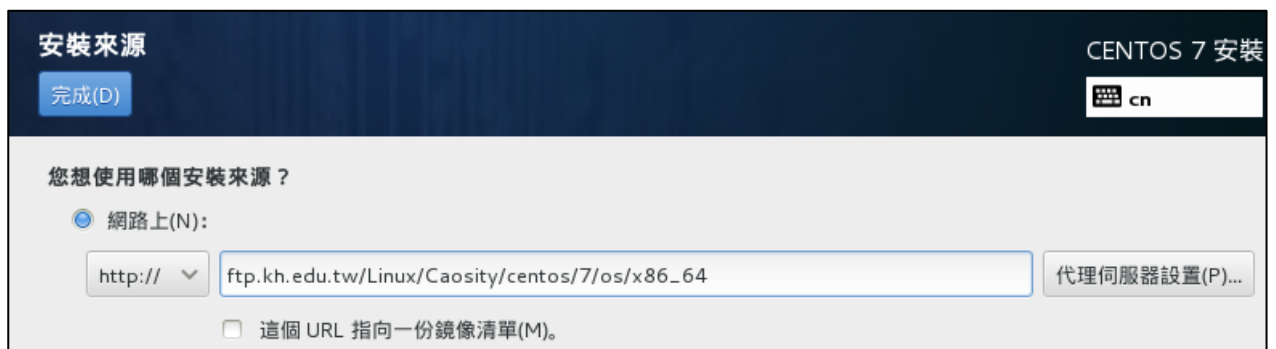 安裝來源
CENTOS 7 安裝
完成(D)
cn
您想使用哪個安裝來源？
網路上(N):
http://
ftp.kh.edu.tw/Linux/Caosity/centos/7/os/x86_64
代理伺服器設置(P)...
這個 URL 指向一份鏡像清單(M)。